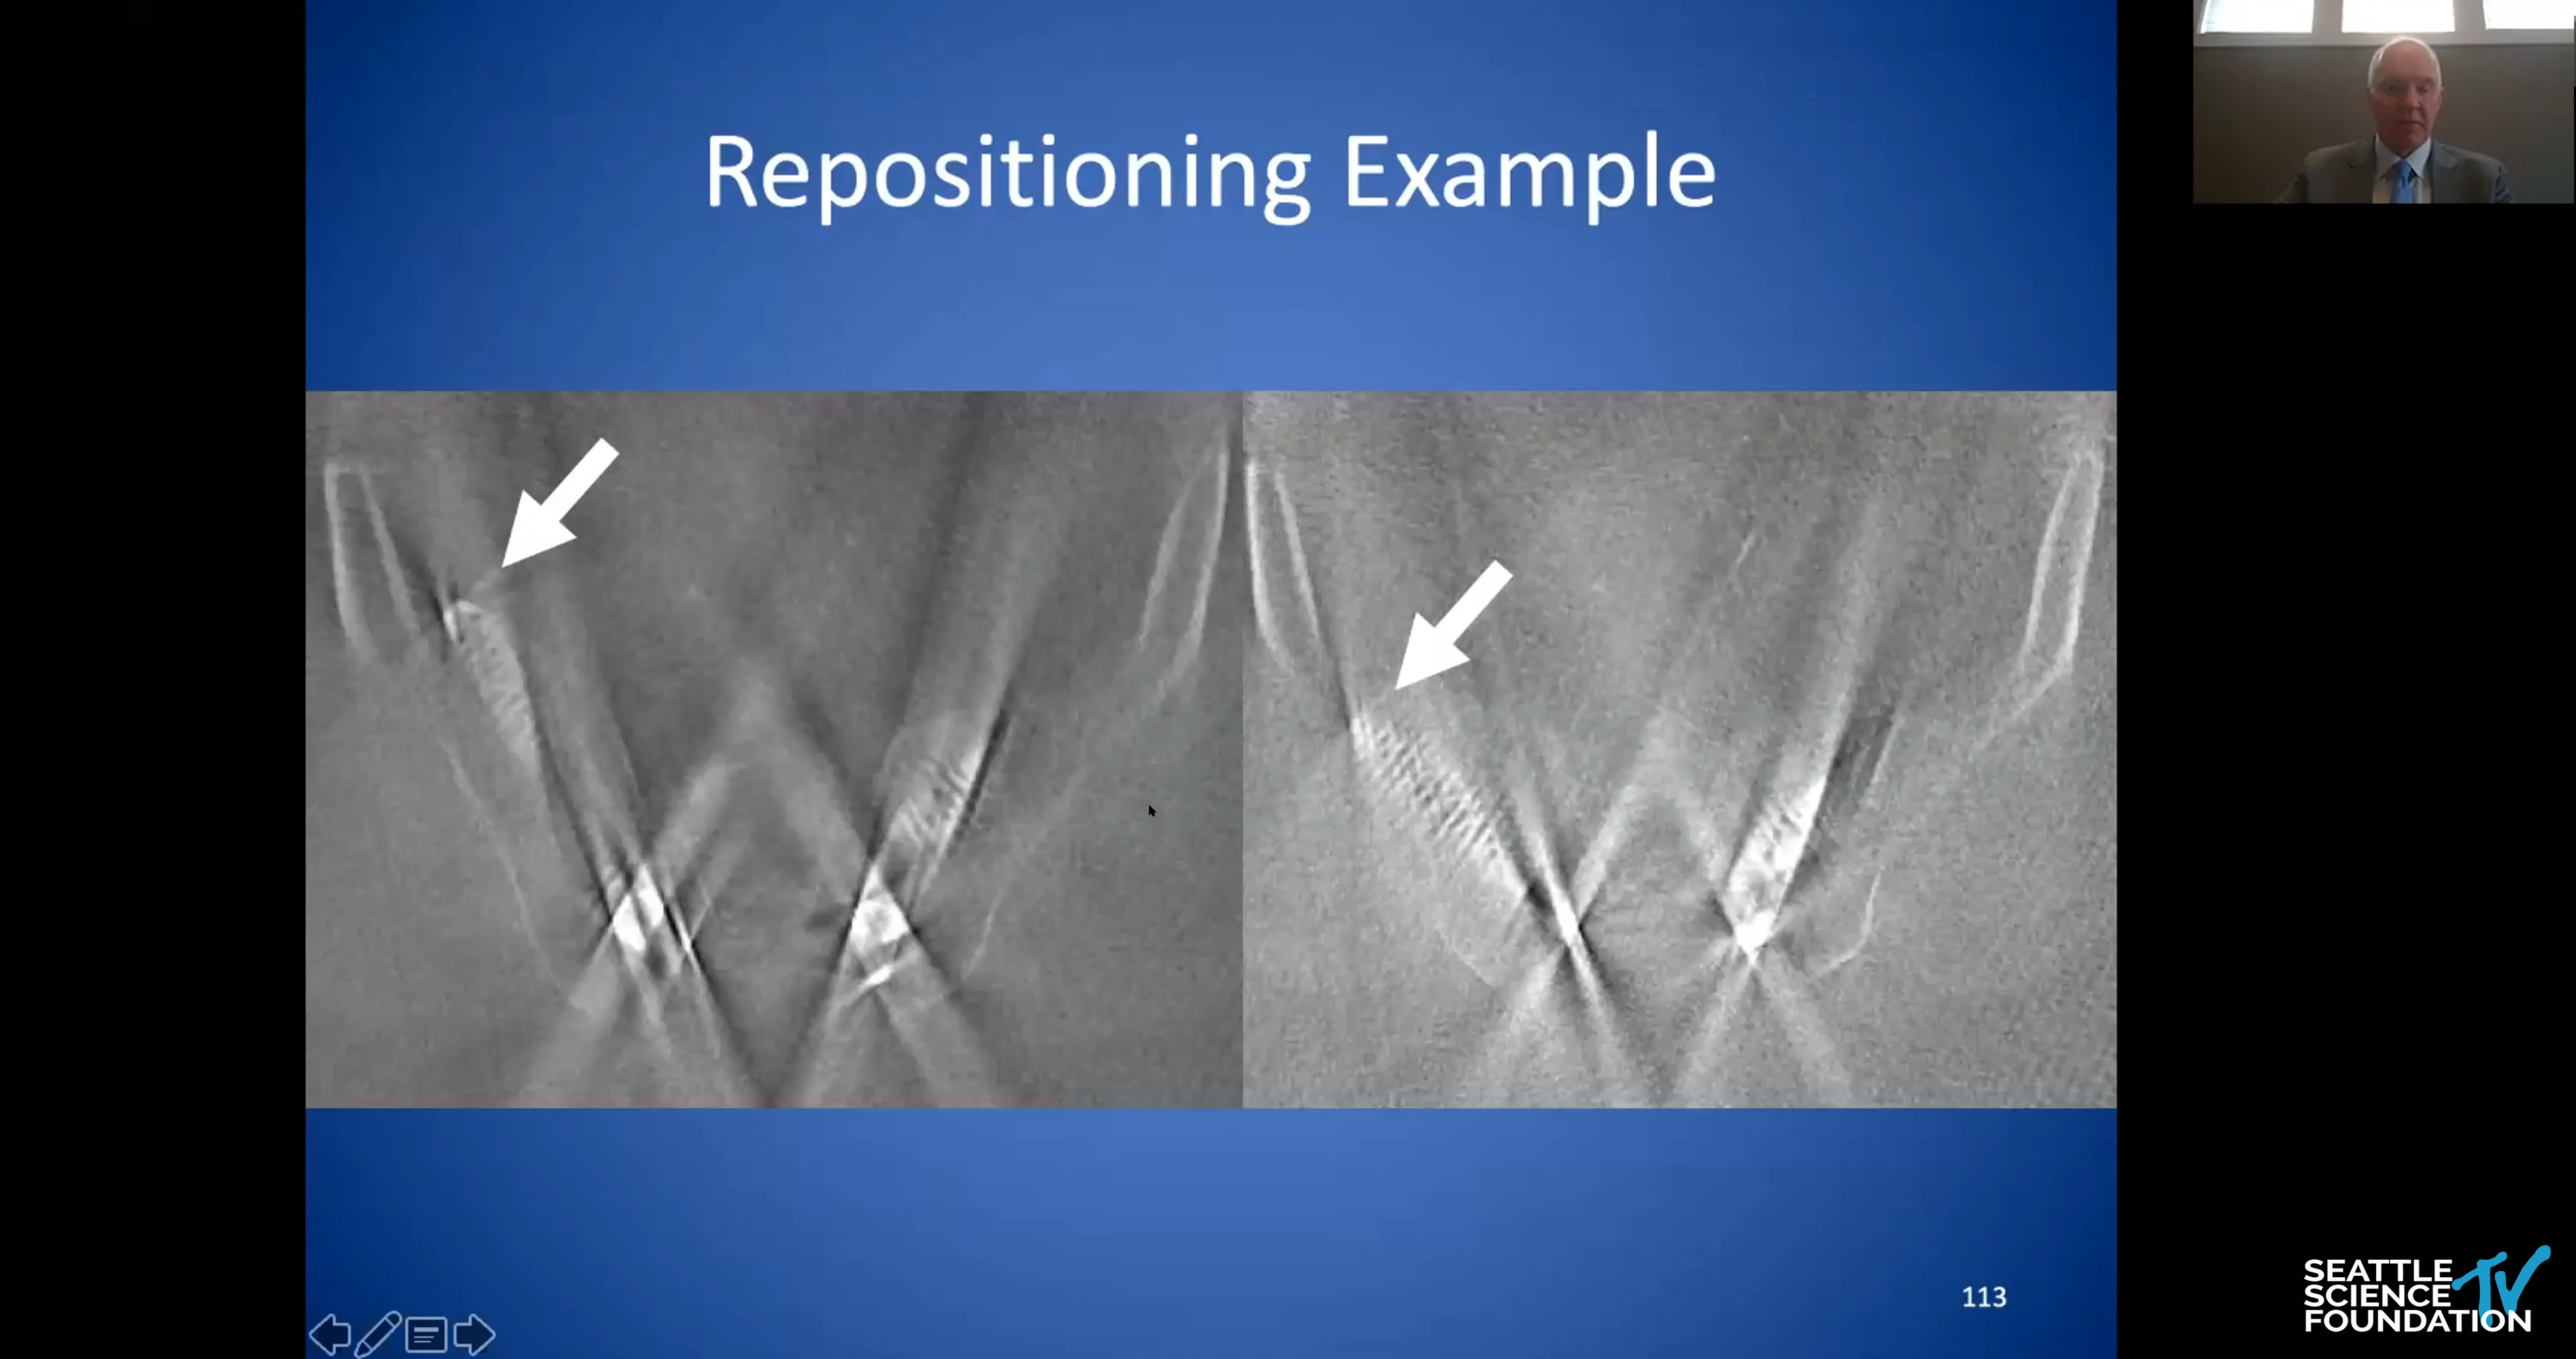 Repositioning Example
113
SEATTLE
SCIENCE
FOUNDATION
TV